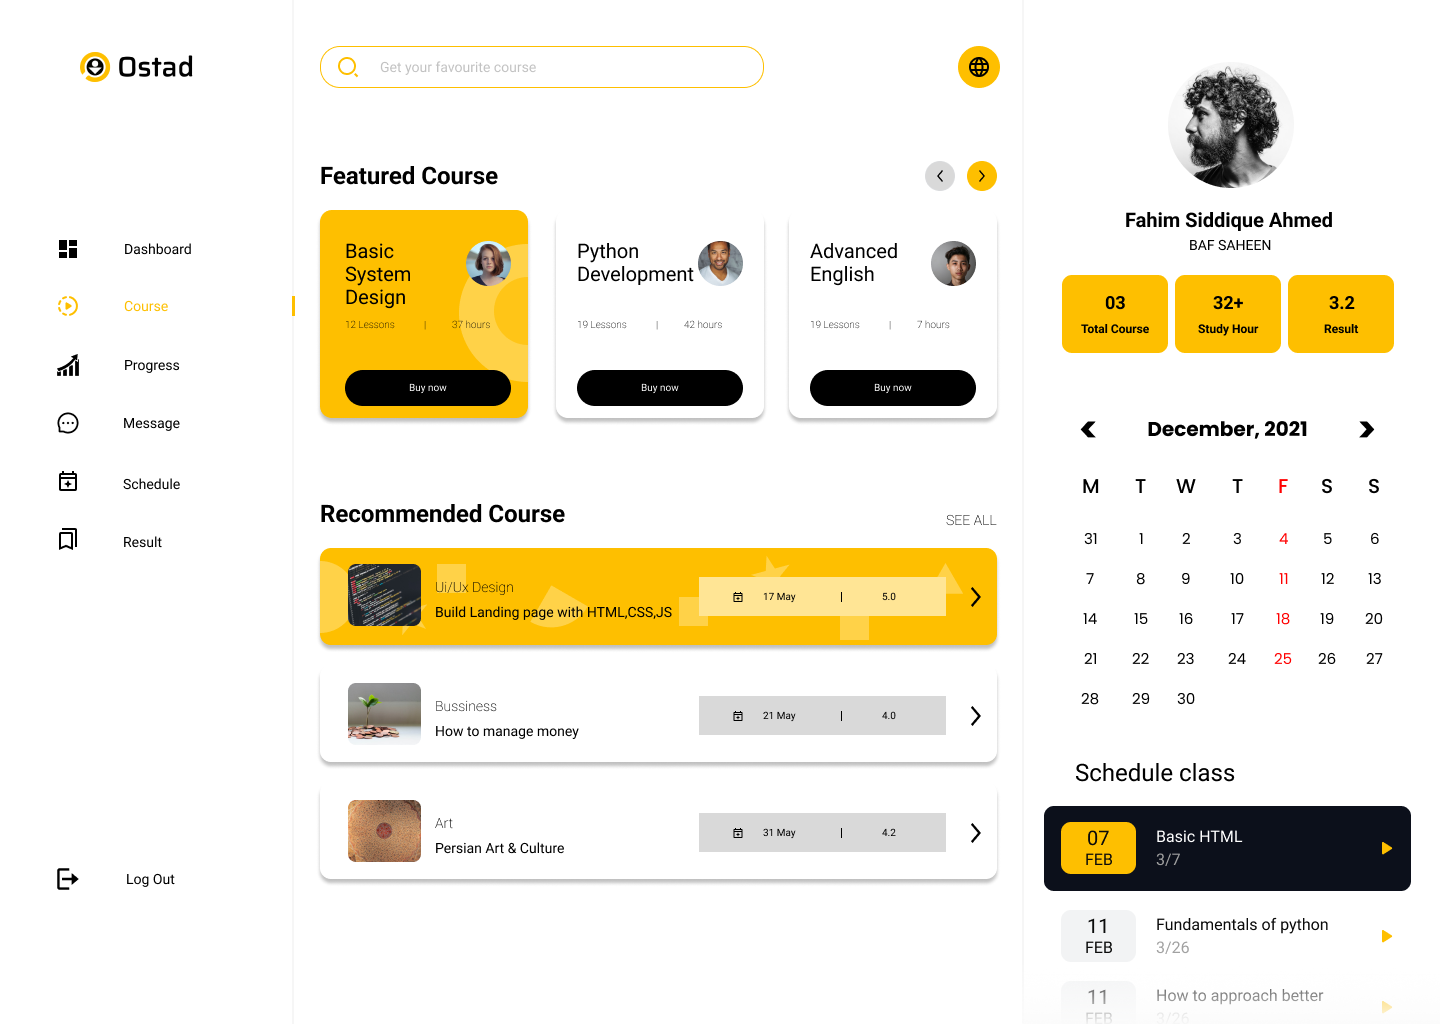 Ostad
Dashboard
Course
Progress
Message
Schedule
Result
Log Out
Get your favourite course
Featured Course
Basic
System
Design
12 Lessons | 37 hours
Buy now
Python
Development
19 Lessons | 42 hours
Buy now
Advanced
English
19 Lessons | 7 hours
Buy now
Recommended Course
SEE ALL
Ui/Ux Design
Build Landing page with HTML,CSS,JS
17 May | 5.0
Bussiness
How to manage money
21 May | 4.0
Art
Persian Art & Culture
31 May | 4.2
Fahim Siddique Ahmed
BAF SAHEEN
03
Total Course
32+
Study Hour
3.2
Result
December, 2021
M T W T F S S
31 1 2 3 4 5 6
7 8 9 10 11 12 13
14 15 16 17 18 19 20
21 22 23 24 25 26 27
28 29 30
Schedule class
07
FEB
Basic HTML
3/7
11
FEB
Fundamentals of python
3/26
11
FEB
How to approach better
3/26